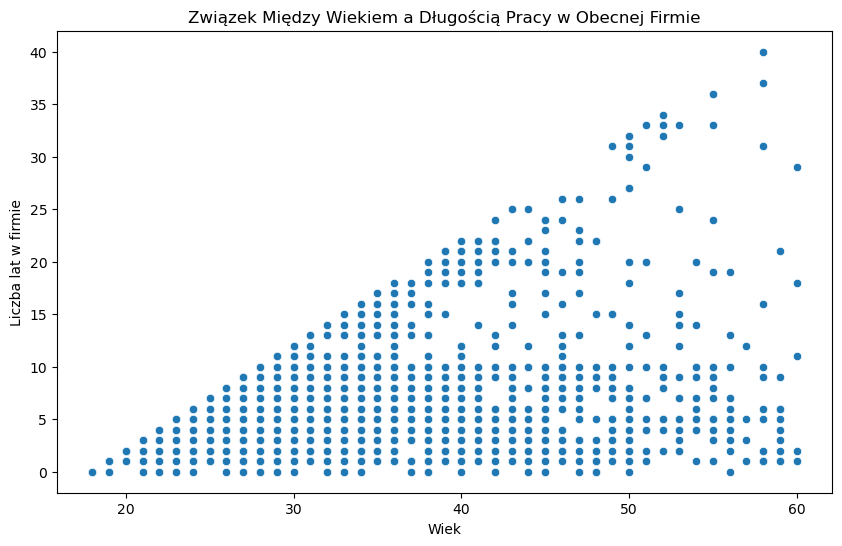 Związek Między Wiekiem a Długością Pracy w Obecnej Firmie
40
35
30
25
20
15
10
5
0
Liczba lat w firmie
20 30 40 50 60
Wiek